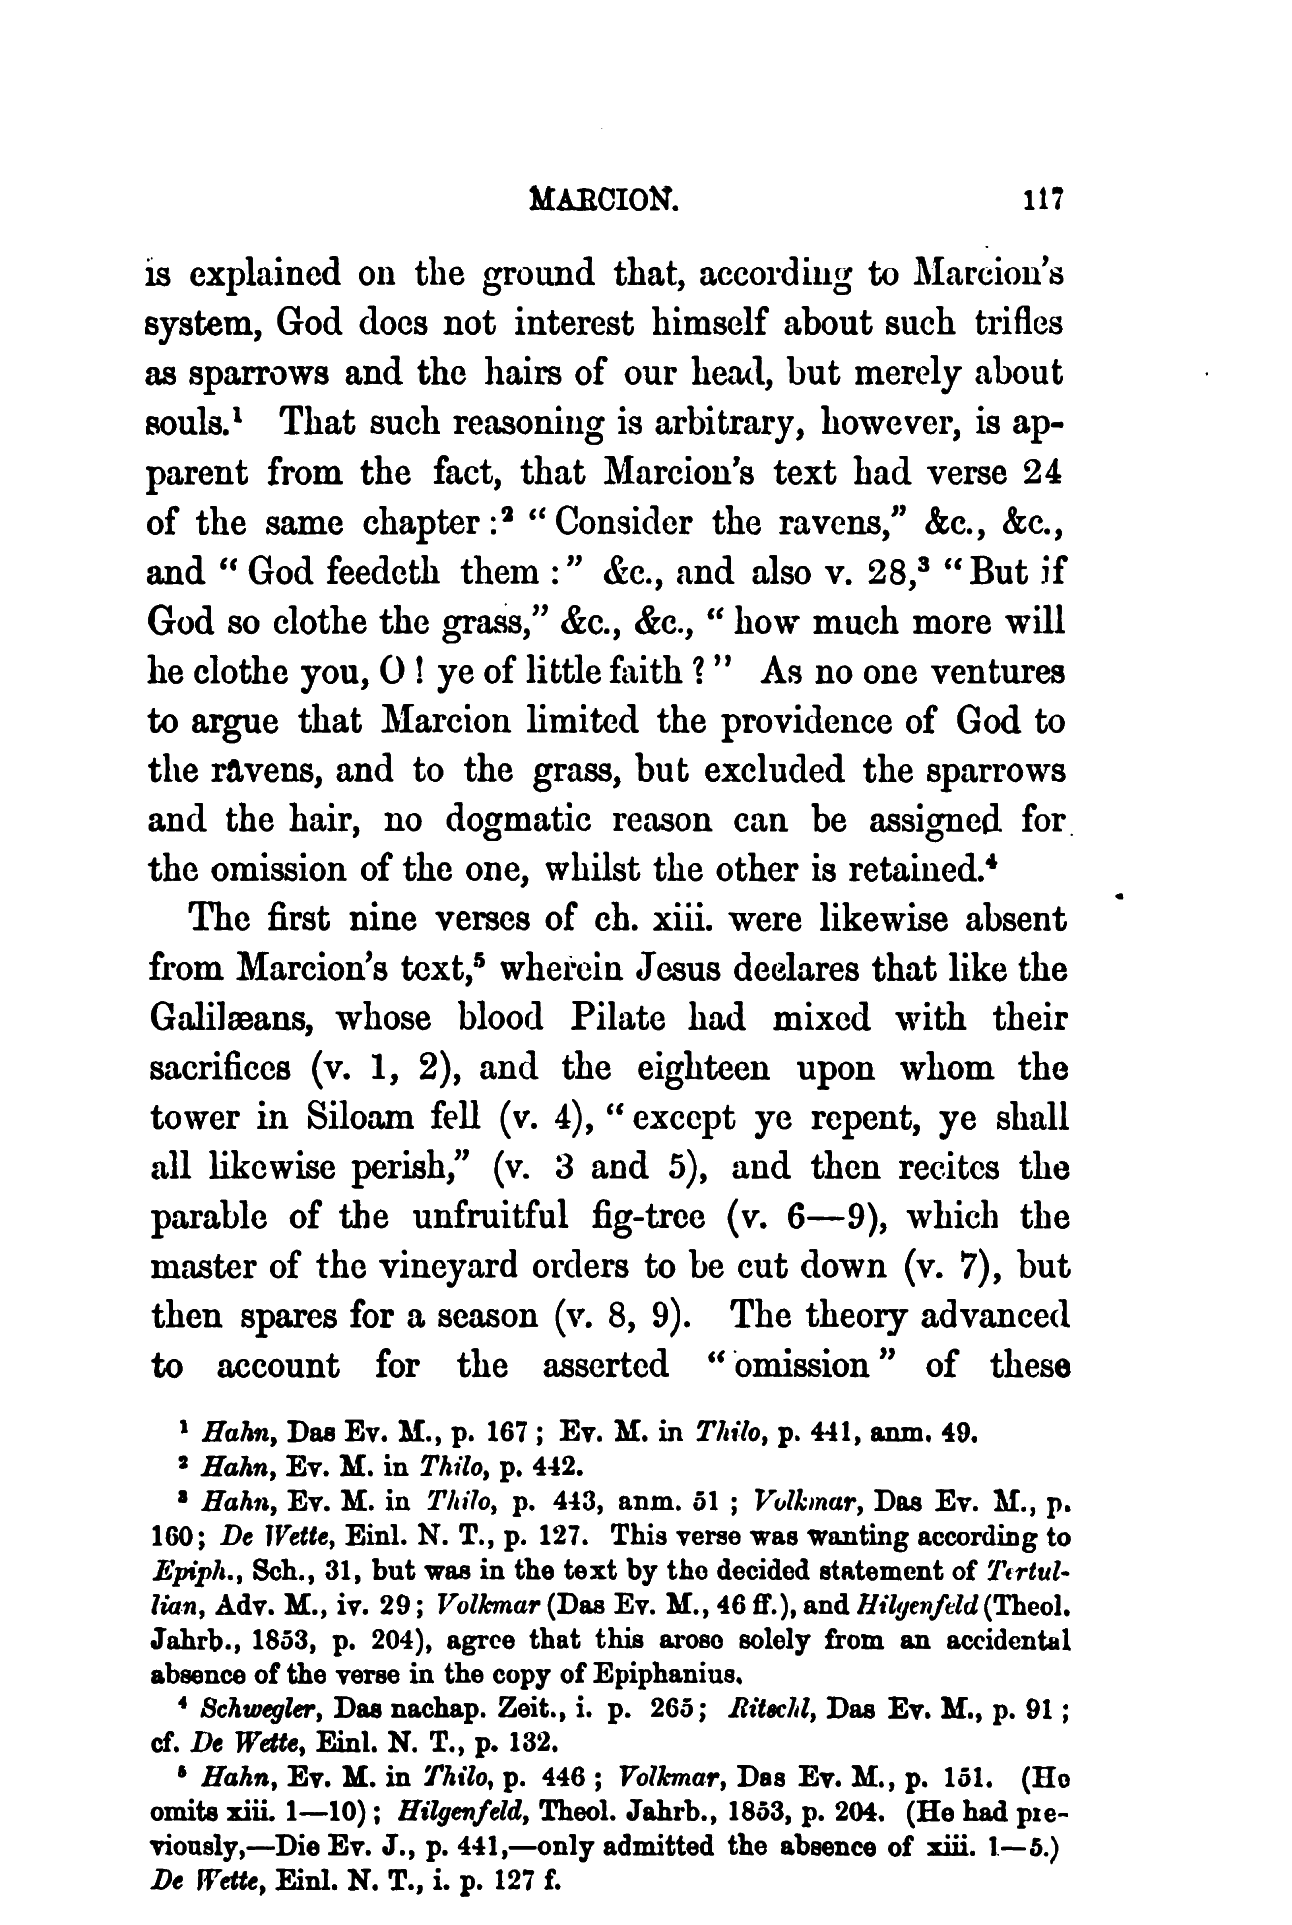 MARCION. 117
is explained on the ground that, according to Marcion's
system, God does not interest himself about such trifles
as sparrows and the hairs of our head, but merely about
souls.¹ That such reasoning is arbitrary, however, is ap-
parent from the fact, that Marcion's text had verse 24
of the same chapter :² “ Consider the ravens,” &c., &c.,
and “ God feedeth them : ” &c., and also v. 28,³ “ But if
God so clothe the grass,” &c., &c., “ how much more will
he clothe you, O ! ye of little faith ? ” As no one ventures
to argue that Marcion limited the providence of God to
the ravens, and to the grass, but excluded the sparrows
and the hair, no dogmatic reason can be assigned for
the omission of the one, whilst the other is retained.⁴
The first nine verses of ch. xiii. were likewise absent
from Marcion's text,⁵ wherein Jesus declares that like the
Galilæans, whose blood Pilate had mixed with their
sacrifices (v. 1, 2), and the eighteen upon whom the
tower in Siloam fell (v. 4), “ except ye repent, ye shall
all likewise perish,” (v. 3 and 5), and then recites the
parable of the unfruitful fig-tree (v. 6—9), which the
master of the vineyard orders to be cut down (v. 7), but
then spares for a season (v. 8, 9). The theory advanced
to account for the asserted “ omission ” of these
¹ Hahn, Das Ev. M., p. 167 ; Ev. M. in Thilo, p. 441, anm. 49.
² Hahn, Ev. M. in Thilo, p. 442.
³ Hahn, Ev. M. in Thilo, p. 443, anm. 51 ; Volkmar, Das Ev. M., p.
160 ; De Wette, Einl. N. T., p. 127. This verse was wanting according to
Epiph., Sch., 31, but was in the text by the decided statement of Tertul-
lian, Adv. M., iv. 29 ; Volkmar (Das Ev. M., 46 ff.), and Hilgenfeld (Theol.
Jahrb., 1853, p. 204), agree that this arose solely from an accidental
absence of the verse in the copy of Epiphanius.
⁴ Schwegler, Das nachap. Zeit., i. p. 265 ; Ritschl, Das Ev. M., p. 91 ;
cf. De Wette, Einl. N. T., p. 132.
⁵ Hahn, Ev. M. in Thilo, p. 446 ; Volkmar, Das Ev. M., p. 151. (He
omits xiii. 1—10) ; Hilgenfeld, Theol. Jahrb., 1853, p. 204. (He had pre-
viously,—Die Ev. J., p. 441,—only admitted the absence of xiii. 1—5.)
De Wette, Einl. N. T., i. p. 127 f.